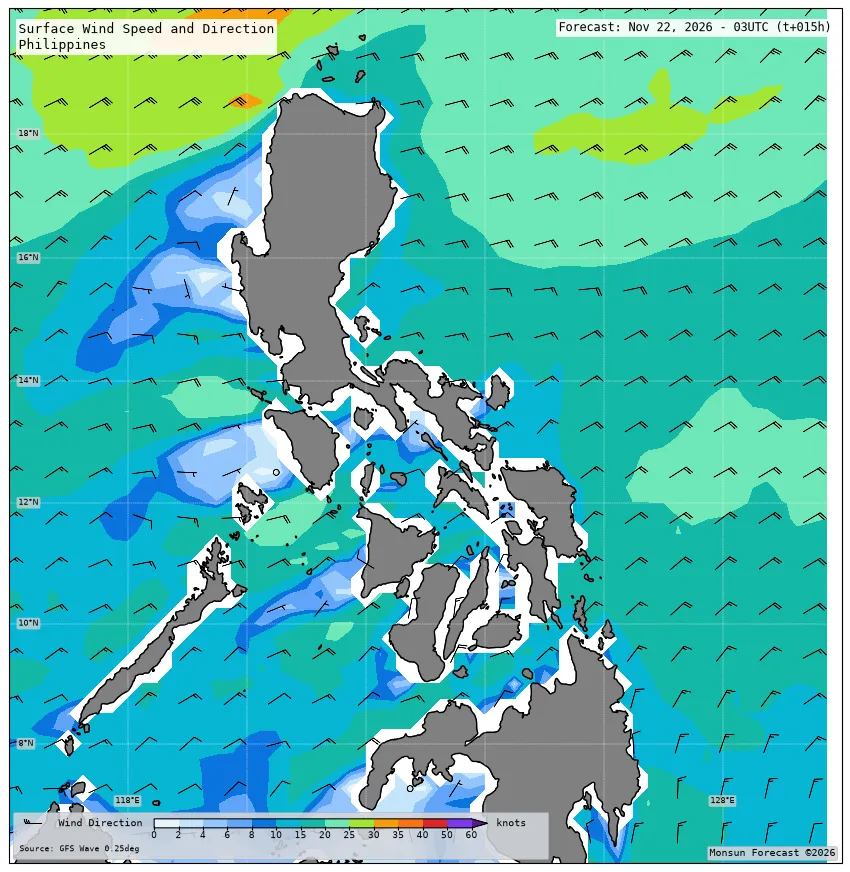 Surface Wind Speed and Direction
Philippines
Forecast: Nov 22, 2026 - 03UTC (t+015h)
18°N
16°N
14°N
12°N
10°N
8°N
118°E
128°E
Wind Direction
0 2 4 6 8 10 15 20 25 30 35 40 50 60
knots
Source: GFS Wave 0.25deg
Monsun Forecast ©2026